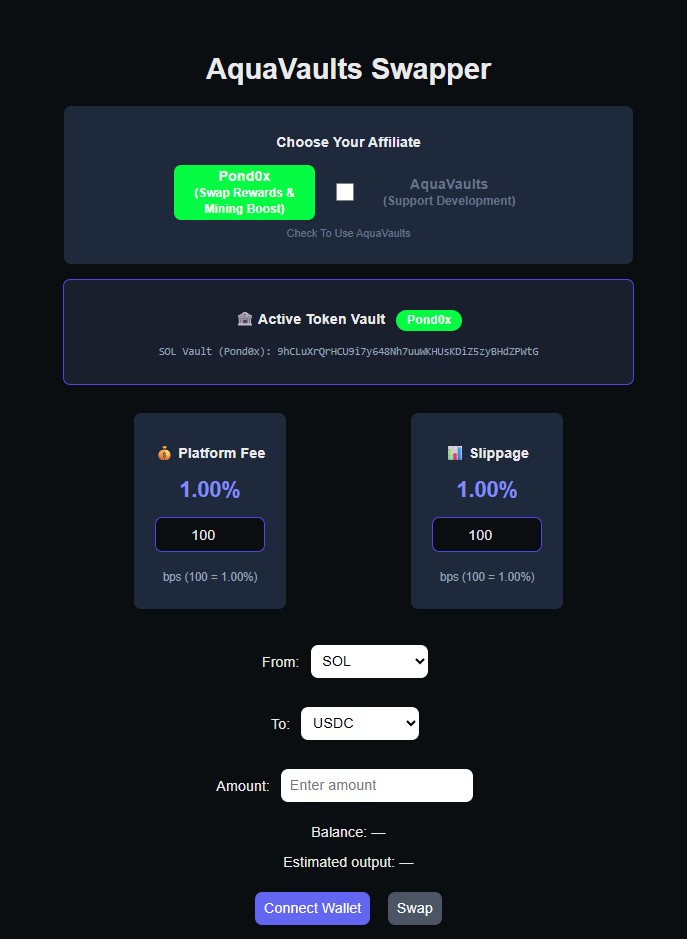 AquaVaults Swapper
Choose Your Affiliate
Pond0x
(Swap Rewards &
Mining Boost)
AquaVaults
(Support Development)
Check To Use AquaVaults
Active Token Vault Pond0x
SOL Vault (Pond0x): 9hCLuXrQrHCU9i7y648Nh7uuWKHUsKDiZ5zyBHdZPWtG
Platform Fee
1.00%
100
bps (100 = 1.00%)
Slippage
1.00%
100
bps (100 = 1.00%)
From: SOL
To: USDC
Amount: Enter amount
Balance: —
Estimated output: —
Connect Wallet Swap